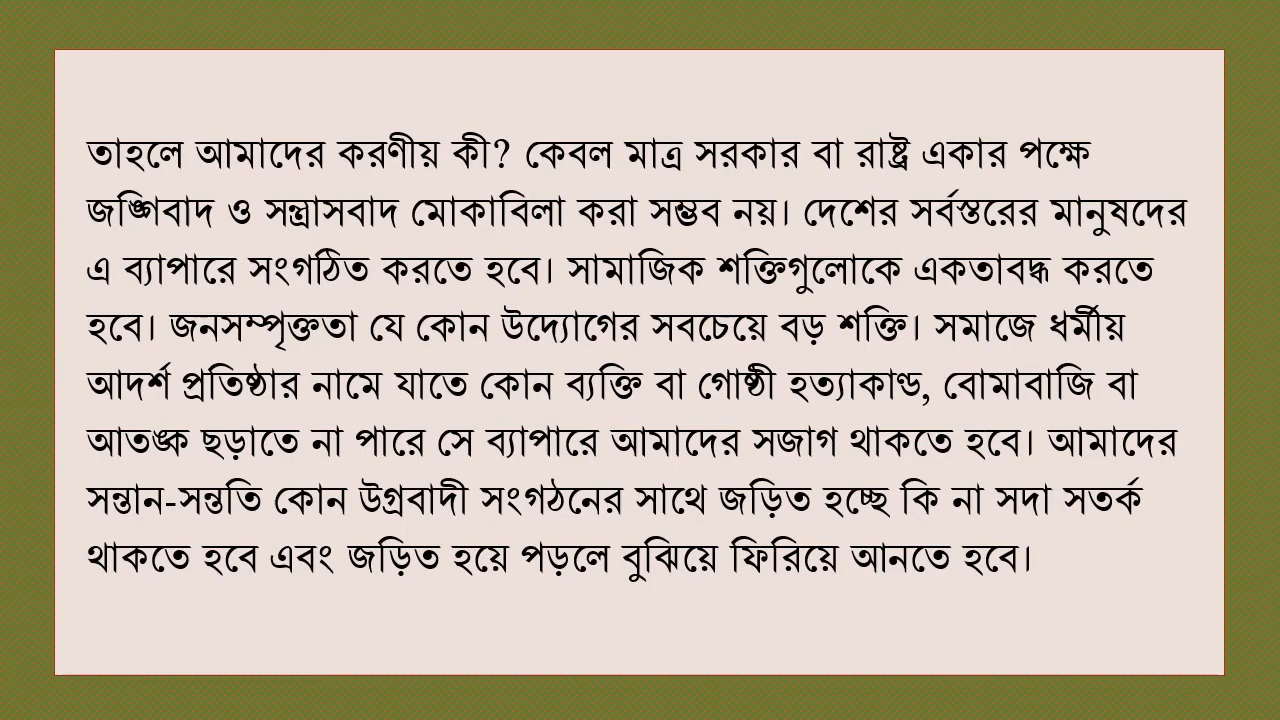 তাহলে আমাদের করণীয় কী? কেবল মাত্র সরকার বা রাষ্ট্র একার পক্ষে
জঙ্গিবাদ ও সন্ত্রাসবাদ মোকাবিলা করা সম্ভব নয়। দেশের সর্বস্তরের মানুষদের
এ ব্যাপারে সংগঠিত করতে হবে। সামাজিক শক্তিগুলোকে একতাবদ্ধ করতে
হবে। জনসম্পৃক্ততা যে কোন উদ্যোগের সবচেয়ে বড় শক্তি। সমাজে ধর্মীয়
আদর্শ প্রতিষ্ঠার নামে যাতে কোন ব্যক্তি বা গোষ্ঠী হত্যাকাণ্ড, বোমাবাজি বা
আতঙ্ক ছড়াতে না পারে সে ব্যাপারে আমাদের সজাগ থাকতে হবে। আমাদের
সন্তান-সন্ততি কোন উগ্রবাদী সংগঠনের সাথে জড়িত হচ্ছে কি না সদা সতর্ক
থাকতে হবে এবং জড়িত হয়ে পড়লে বুঝিয়ে ফিরিয়ে আনতে হবে।